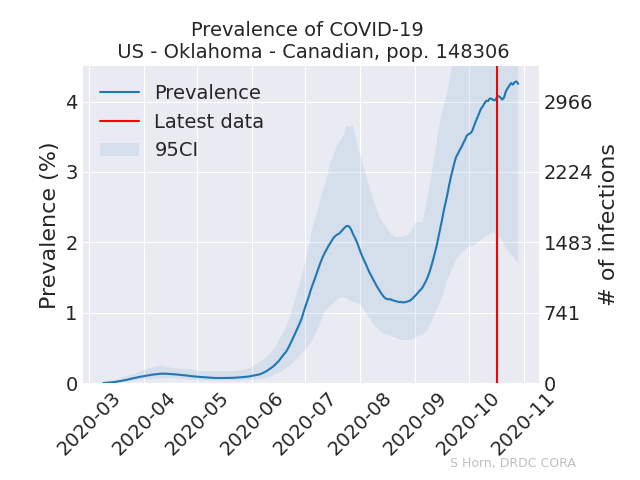 Prevalence of COVID-19
US - Oklahoma - Canadian, pop. 148306
Prevalence
Latest data
95CI
Prevalence (%)
4
3
2
1
0
2966
2224
1483
741
0
# of infections
2020-03
2020-04
2020-05
2020-06
2020-07
2020-08
2020-09
2020-10
2020-11
S Horn, DRDC CORA